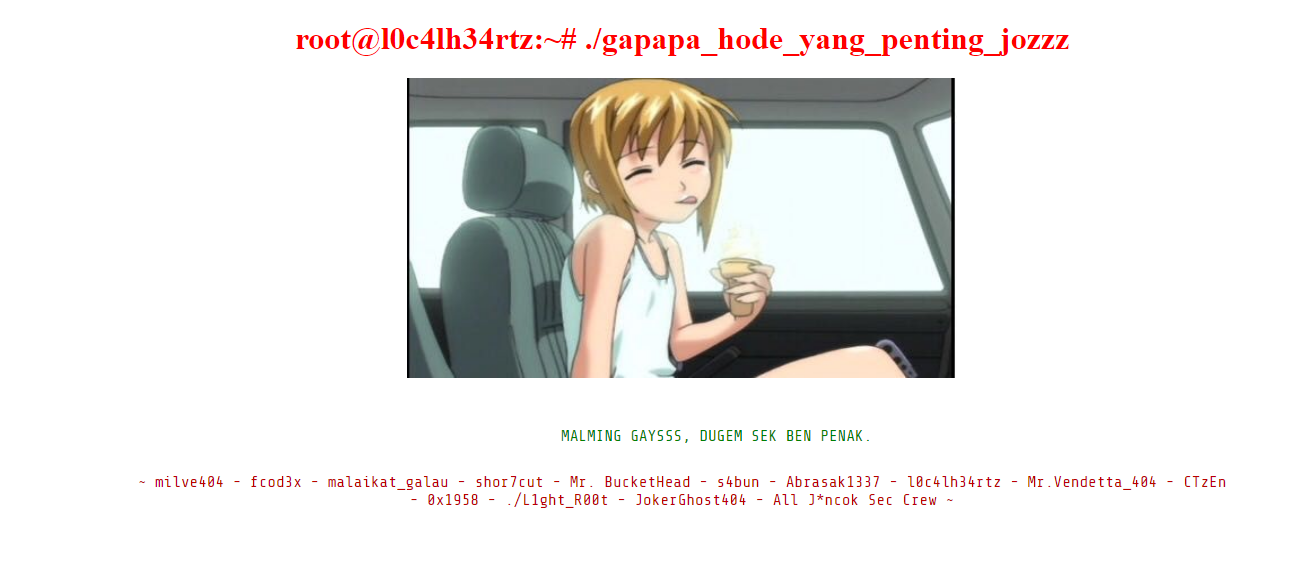 root@l0c4lh34rtz:~# ./gapapa_hode_yang_penting_jozzz
MALMING GAYSSS, DUGEM SEK BEN PENAK.
~ milve404 - fcod3x - malaikat_galau - shor7cut - Mr. BucketHead - s4bun - Abrasak1337 - l0c4lh34rtz - Mr.Vendetta_404 - CTzEn
- 0x1958 - ./L1ght_R00t - JokerGhost404 - All J*ncok Sec Crew ~